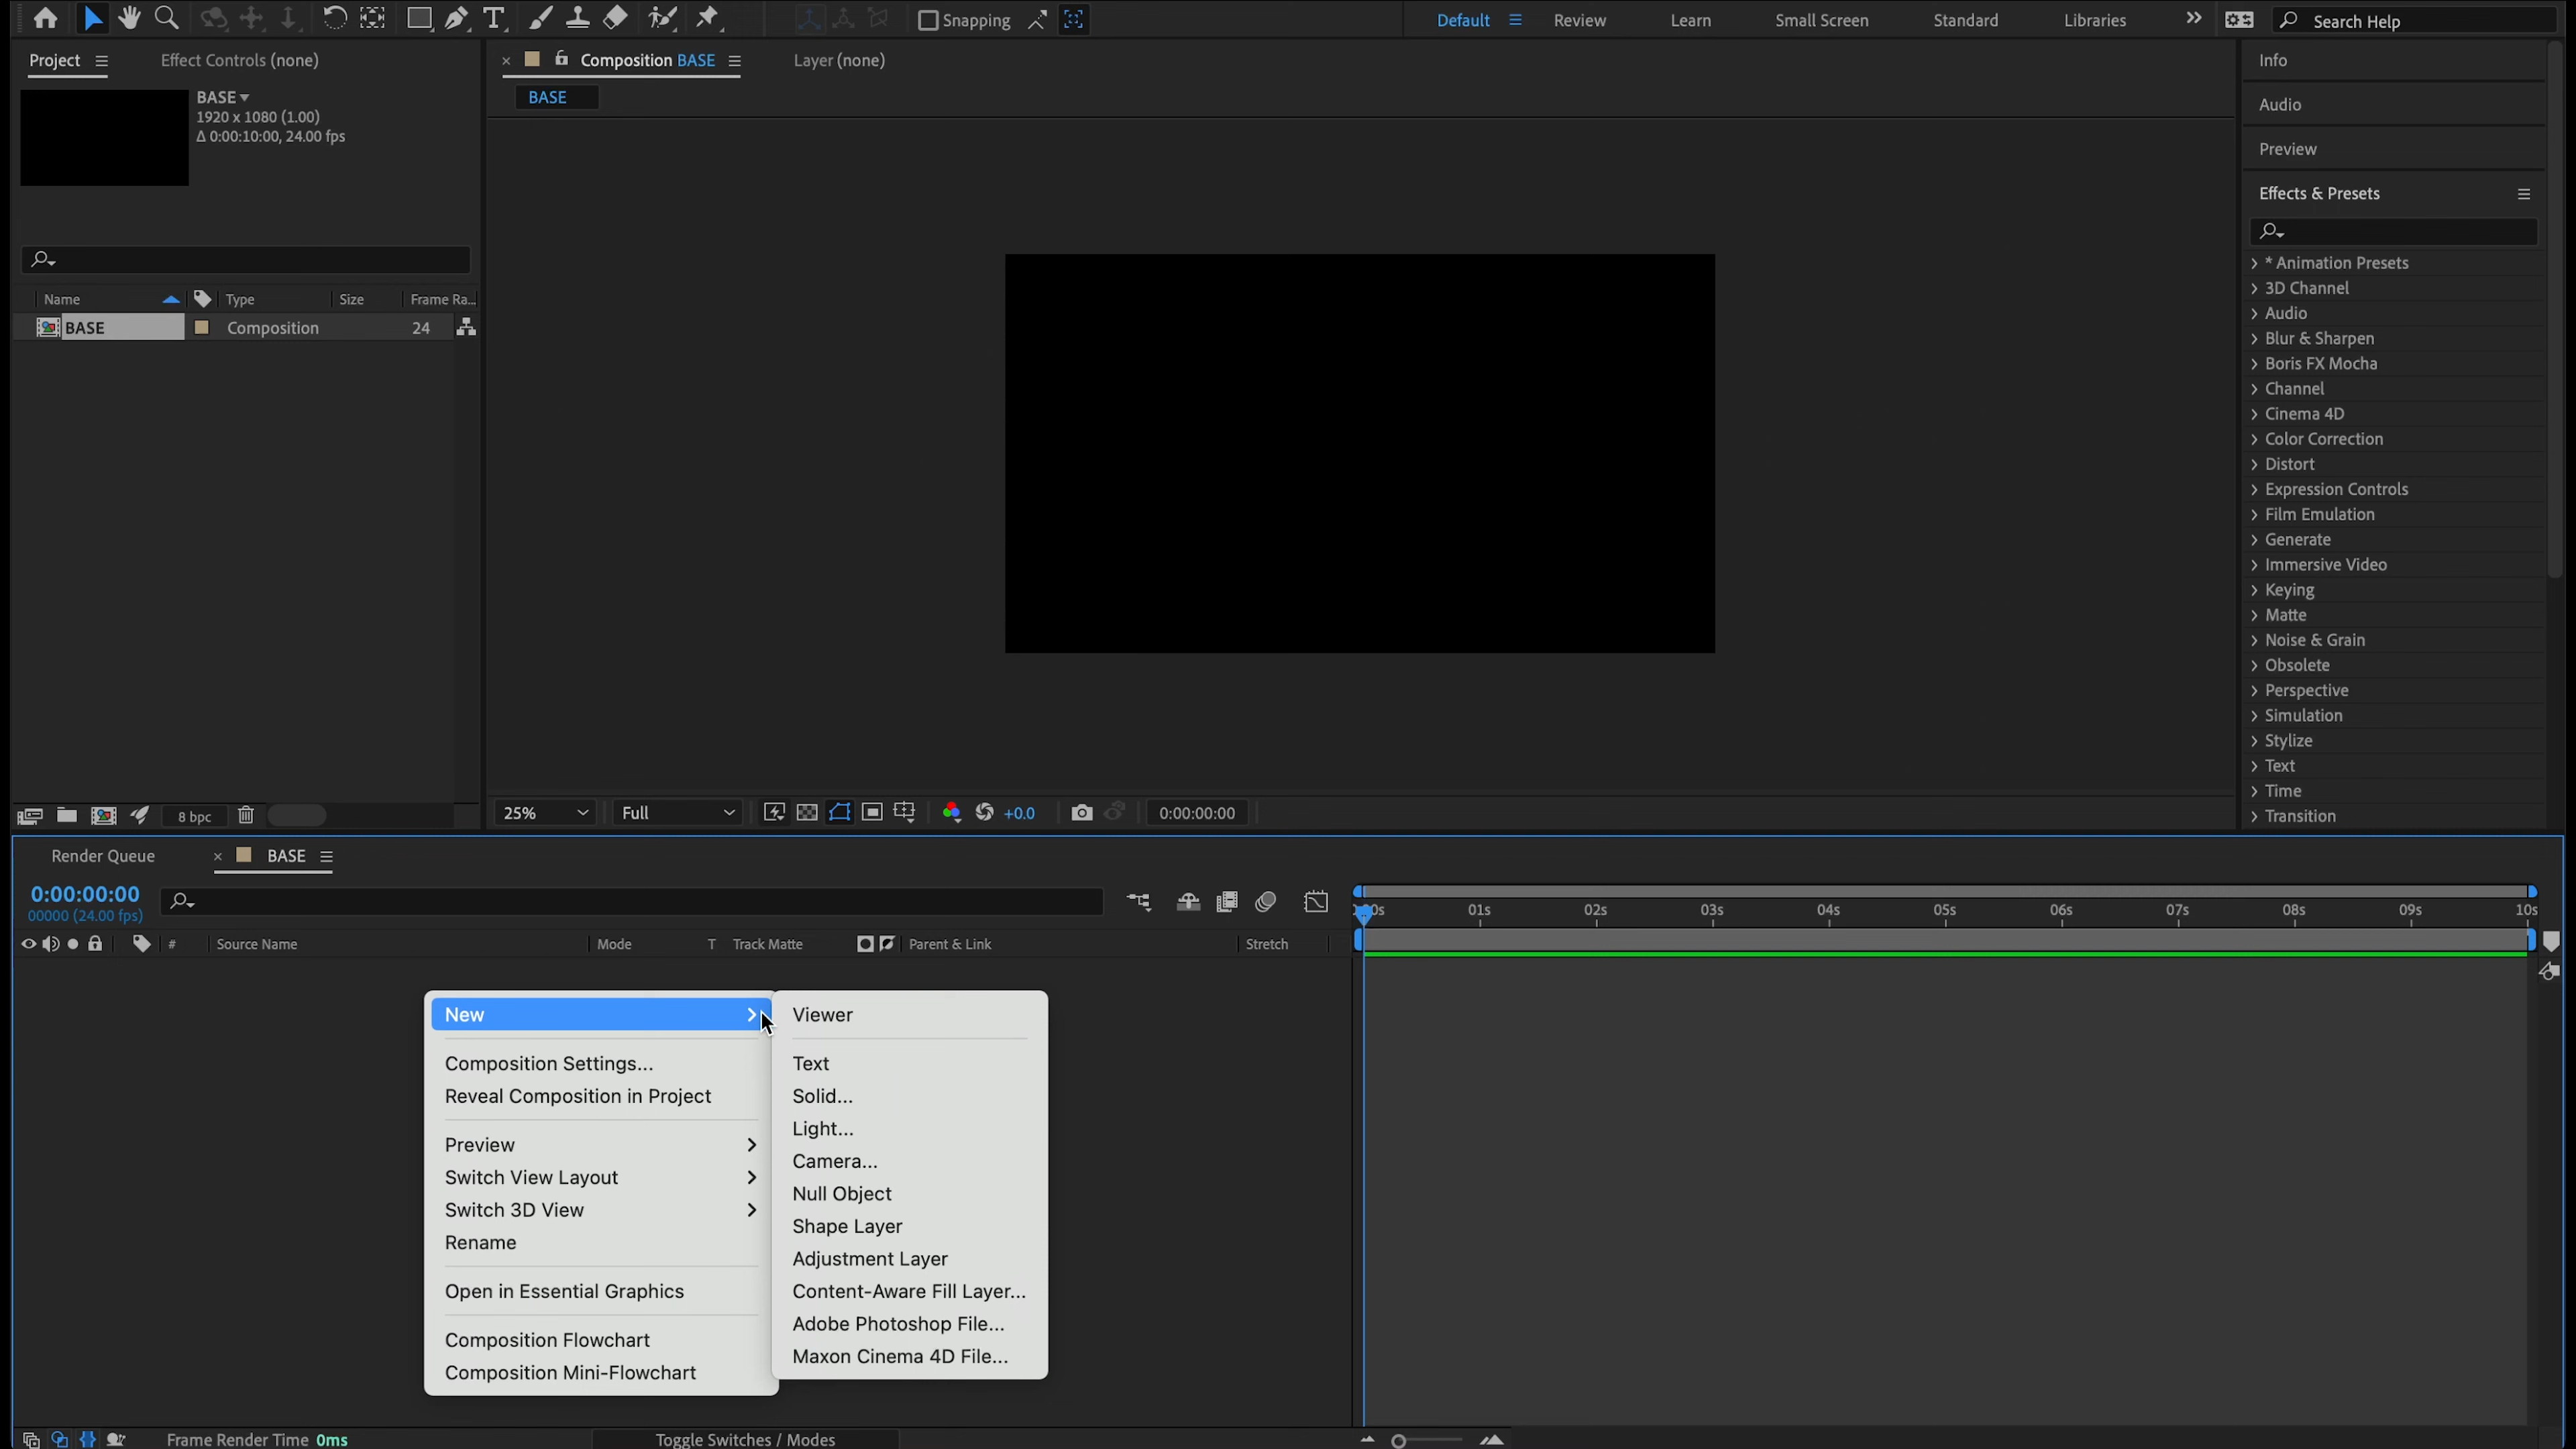 Snapping
Default
Review
Learn
Small Screen
Standard
Libraries
Search Help
Project
Effect Controls (none)
BASE
1920 x 1080 (1.00)
Δ 0:00:10:00, 24.00 fps
Name
Type
Size
Frame Ra...
BASE
Composition
24
8 bpc
Composition BASE
Layer (none)
BASE
25%
Full
+0.0
0:00:00:00
Info
Audio
Preview
Effects & Presets
* Animation Presets
3D Channel
Audio
Blur & Sharpen
Boris FX Mocha
Channel
Cinema 4D
Color Correction
Distort
Expression Controls
Film Emulation
Generate
Immersive Video
Keying
Matte
Noise & Grain
Obsolete
Perspective
Simulation
Stylize
Text
Time
Transition
Render Queue
BASE
0:00:00:00
00000 (24.00 fps)
#
Source Name
Mode
T
Track Matte
Parent & Link
Stretch
01s
02s
03s
04s
05s
06s
07s
08s
09s
10s
New
Composition Settings...
Reveal Composition in Project
Preview
Switch View Layout
Switch 3D View
Rename
Open in Essential Graphics
Composition Flowchart
Composition Mini-Flowchart
Viewer
Text
Solid...
Light...
Camera...
Null Object
Shape Layer
Adjustment Layer
Content-Aware Fill Layer...
Adobe Photoshop File...
Maxon Cinema 4D File...
Frame Render Time 0ms
Toggle Switches / Modes